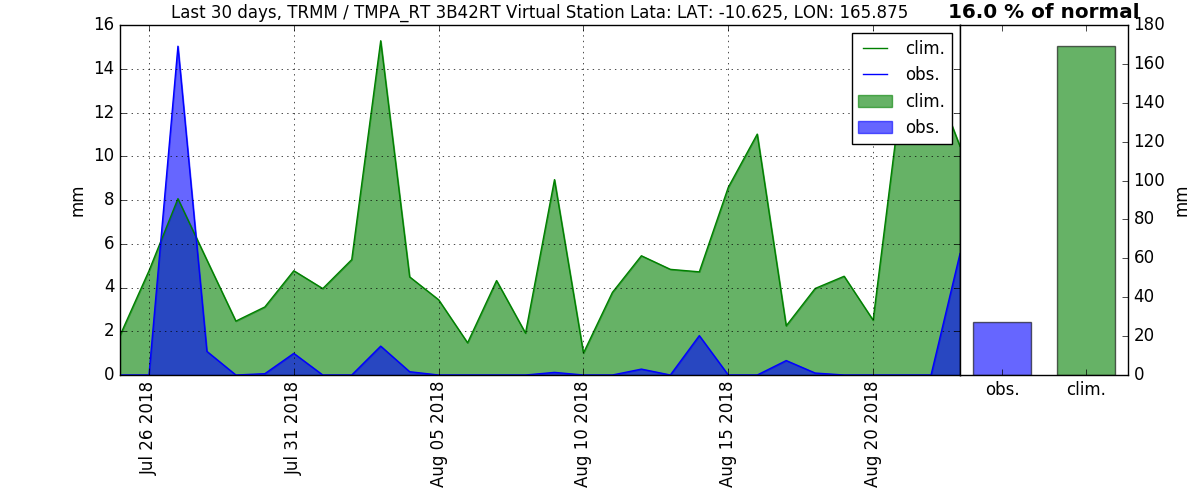 Last 30 days, TRMM / TMPA_RT 3B42RT Virtual Station Lata: LAT: -10.625, LON: 165.875
16.0 % of normal
16
14
12
10
8
6
4
2
0
mm
clim.
obs.
clim.
obs.
Jul 26 2018
Jul 31 2018
Aug 05 2018
Aug 10 2018
Aug 15 2018
Aug 20 2018
180
160
140
120
100
80
60
40
20
0
mm
obs.
clim.